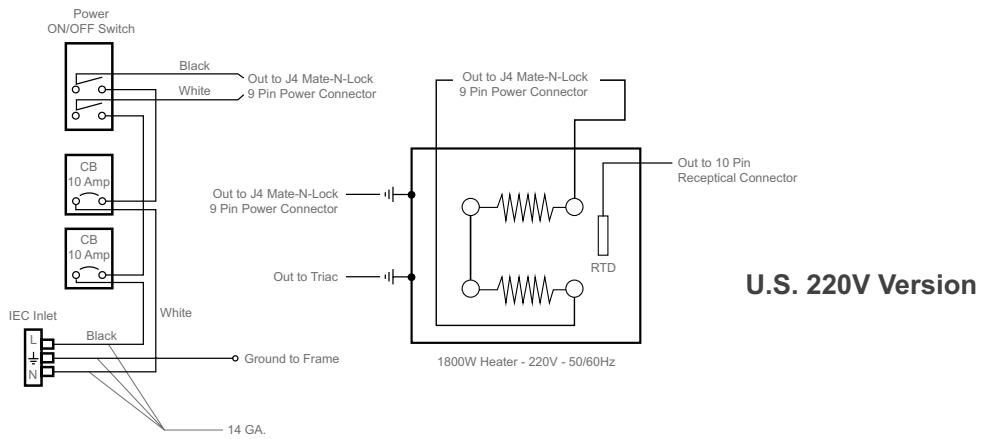 Power
ON/OFF Switch
Black
White
Out to J4 Mate-N-Lock
9 Pin Power Connector
CB
10 Amp
CB
10 Amp
White
IEC Inlet
L
N
Black
Ground to Frame
14 GA.
Out to J4 Mate-N-Lock
9 Pin Power Connector
Out to J4 Mate-N-Lock
9 Pin Power Connector
Out to Triac
Out to 10 Pin
Receptical Connector
RTD
1800W Heater - 220V - 50/60Hz
U.S. 220V Version